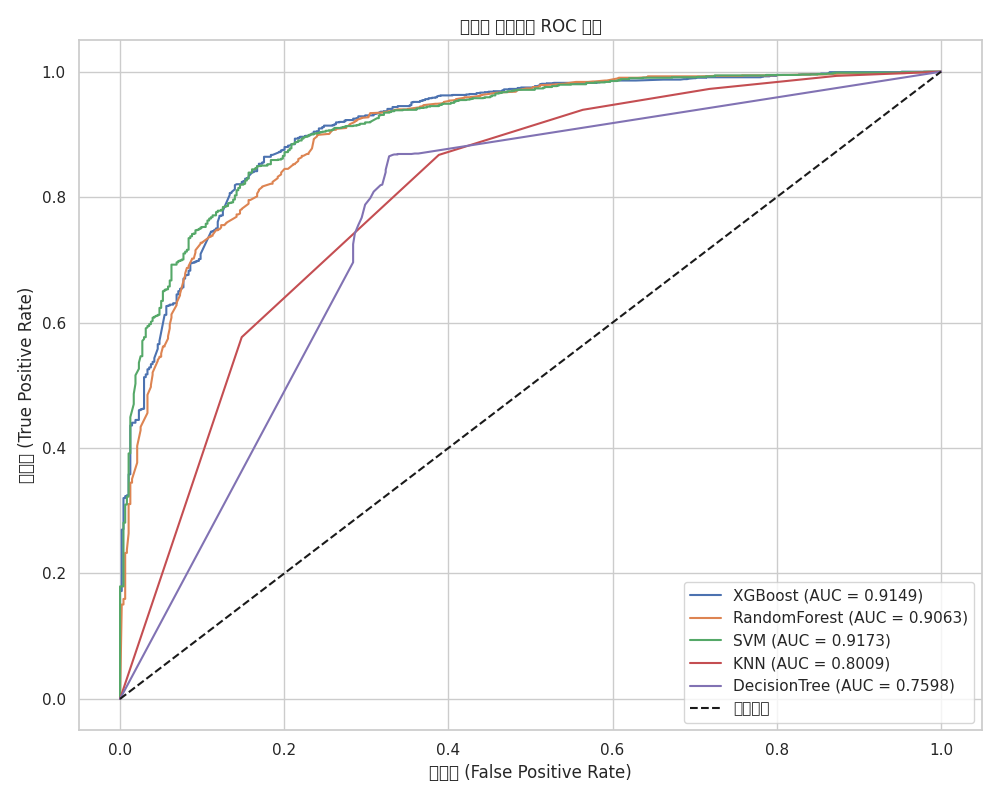 ROC
1.0
0.8
0.6
0.4
0.2
0.0
(True Positive Rate)
XGBoost (AUC = 0.9149)
RandomForest (AUC = 0.9063)
SVM (AUC = 0.9173)
KNN (AUC = 0.8009)
DecisionTree (AUC = 0.7598)
0.0 0.2 0.4 0.6 0.8 1.0
(False Positive Rate)